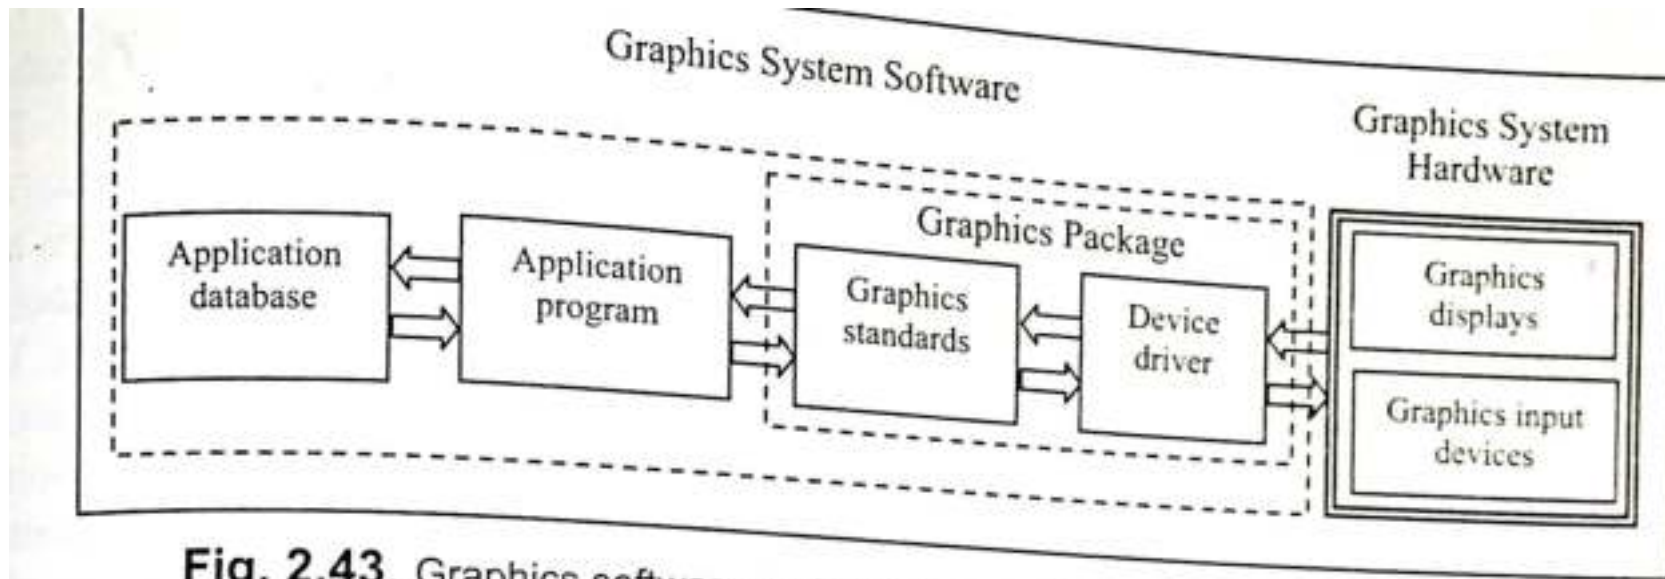 Graphics System Software
Graphics System
Hardware
Application
database
Application
program
Graphics Package
Graphics
standards
Device
driver
Graphics
displays
Graphics input
devices
Fig. 2.43 Graphics